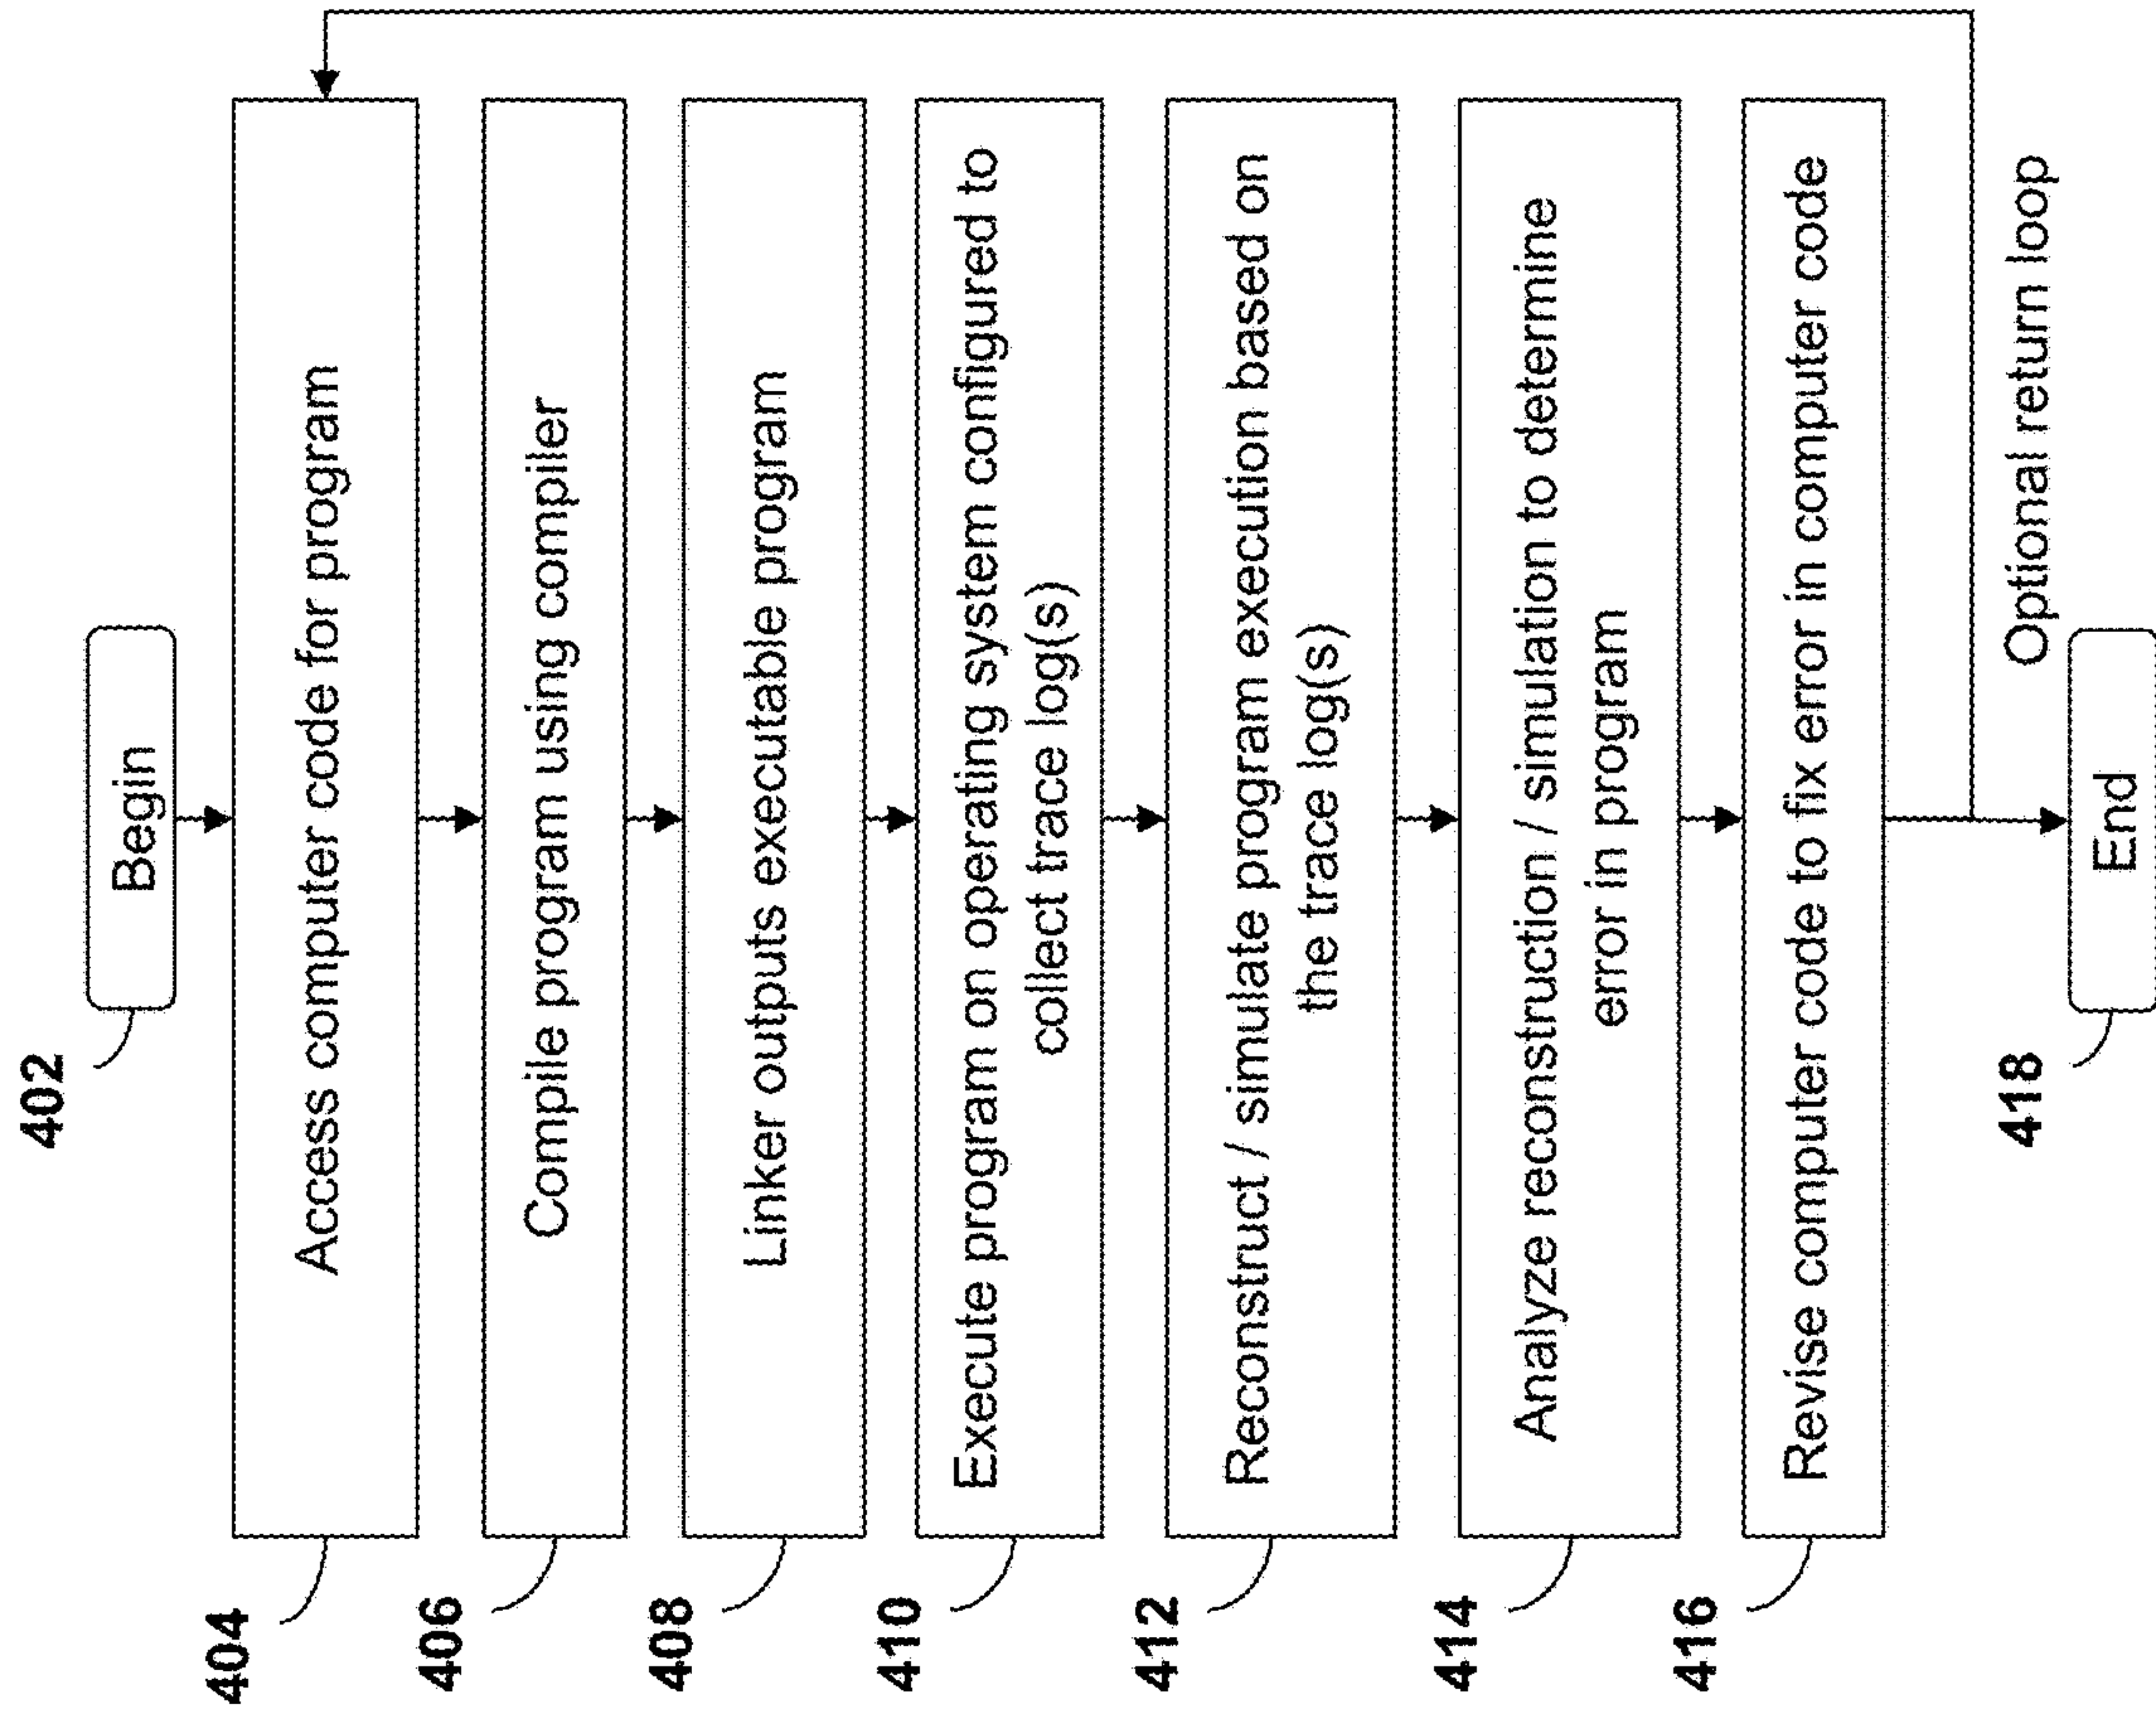 402
Begin
404
Access computer code for program
406
Compile program using compiler
408
Linker outputs executable program
410
Execute program on operating system configured to
collect trace log(s)
412
Reconstruct / simulate program execution based on
the trace log(s)
414
Analyze reconstruction / simulation to determine
error in program
416
Revise computer code to fix error in computer code
Optional return loop
418
End